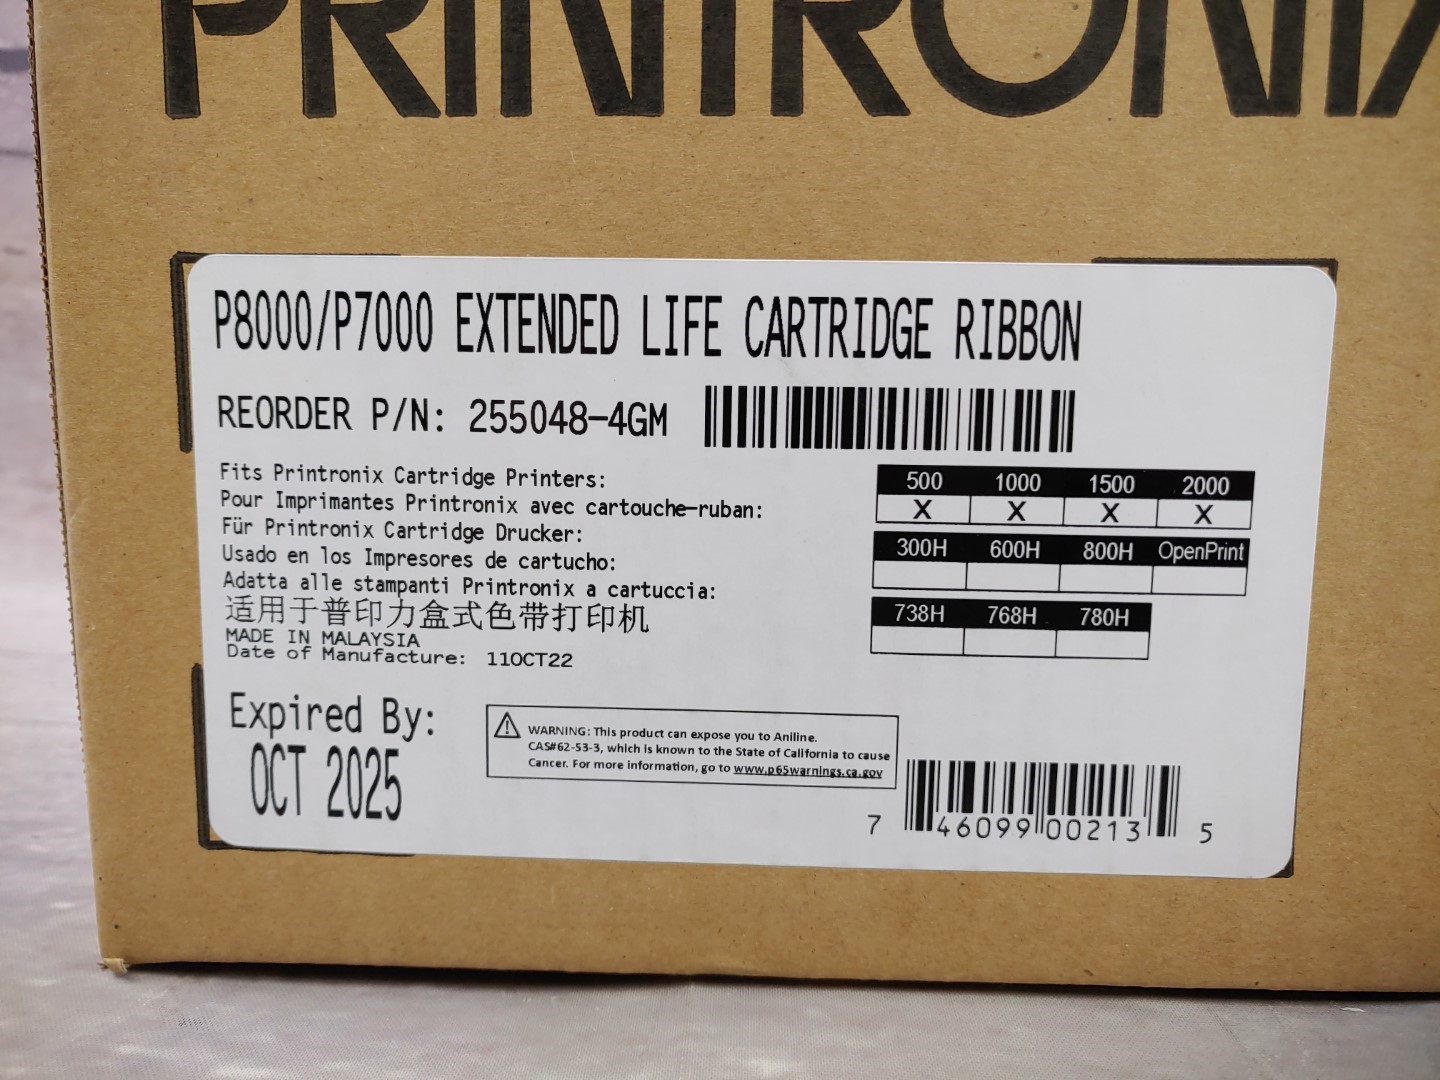 PRINTRONIX
P8000/P7000 EXTENDED LIFE CARTRIDGE RIBBON
REORDER P/N: 255048-4GM
Fits Printronix Cartridge Printers:
Pour Imprimantes Printronix avec cartouche-ruban:
Für Printronix Cartridge Drucker:
Usado en los Impresores de cartucho:
Adatta alle stampanti Printronix a cartuccia:
适用于普印力盒式色带打印机
MADE IN MALAYSIA
Date of Manufacture: 11OCT22
500 1000 1500 2000
X X X X
300H 600H 800H OpenPrint
738H 768H 780H
Expired By:
OCT 2025
WARNING: This product can expose you to Aniline.
CAS#62-53-3, which is known to the State of California to cause
Cancer. For more information, go to www.p65warnings.ca.gov
7 46099 00213 5